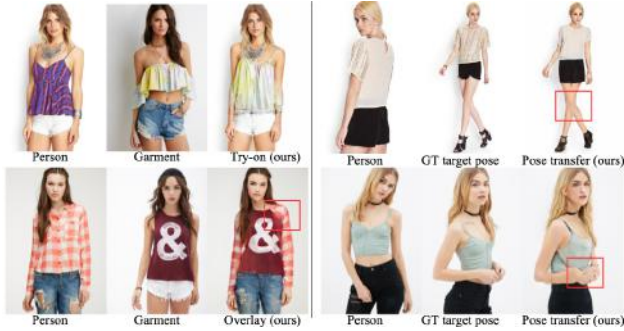 Person Garment Try-on (ours)
Person GT target pose Pose transfer (ours)
&
&
Person Garment Overlay (ours)
Person GT target pose Pose transfer (ours)